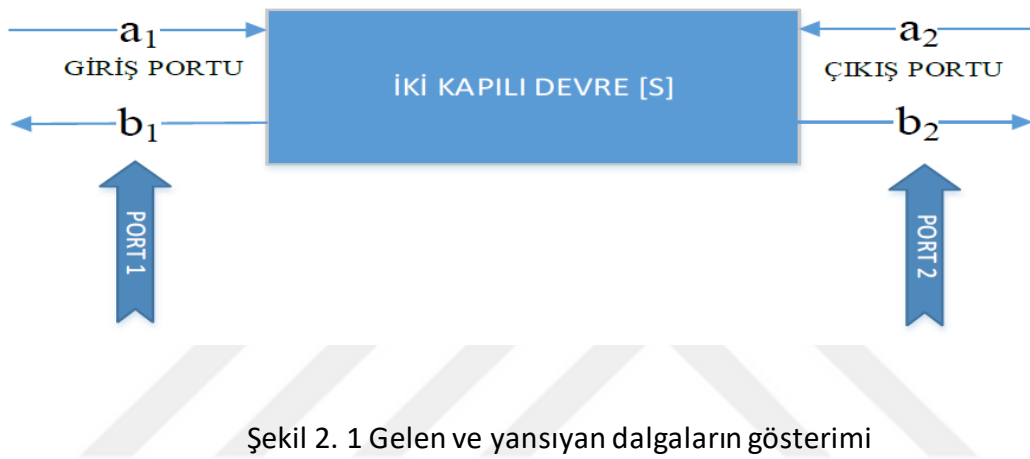 a₁
GİRİŞ PORTU
b₁
PORT 1
İKİ KAPILI DEVRE [S]
a₂
ÇIKIŞ PORTU
b₂
PORT 2
Şekil 2. 1 Gelen ve yansıyan dalgaların gösterimi